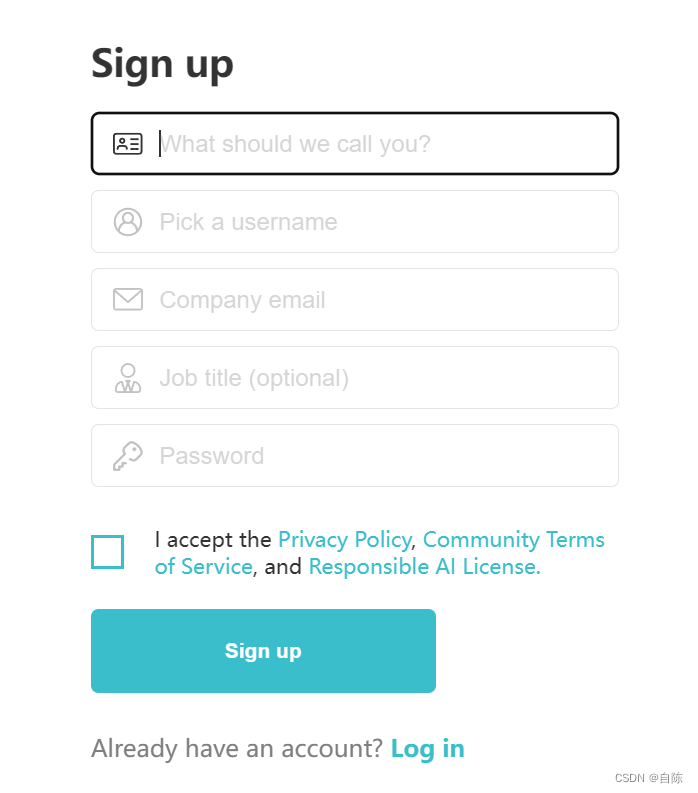 Sign up
What should we call you?
Pick a username
Company email
Job title (optional)
Password
I accept the Privacy Policy, Community Terms
of Service, and Responsible AI License.
Sign up
Already have an account? Log in
CSDN @自陈